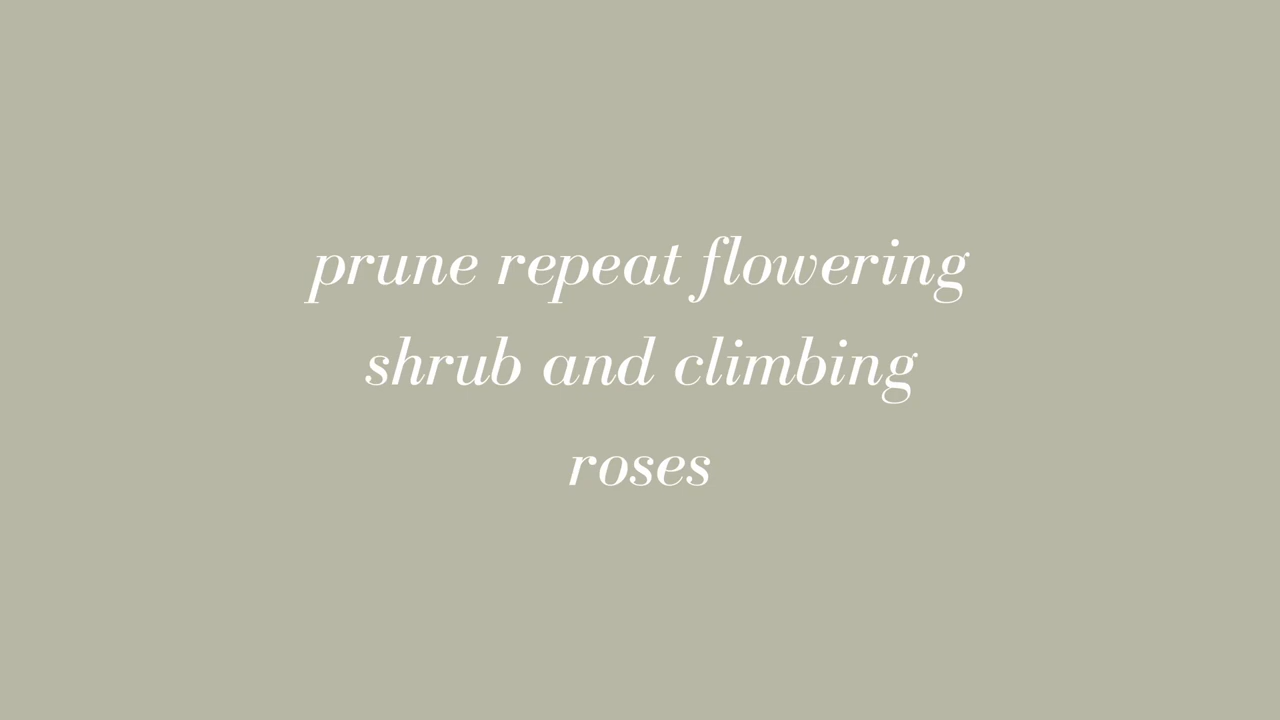 prune repeat flowering
shrub and climbing
roses